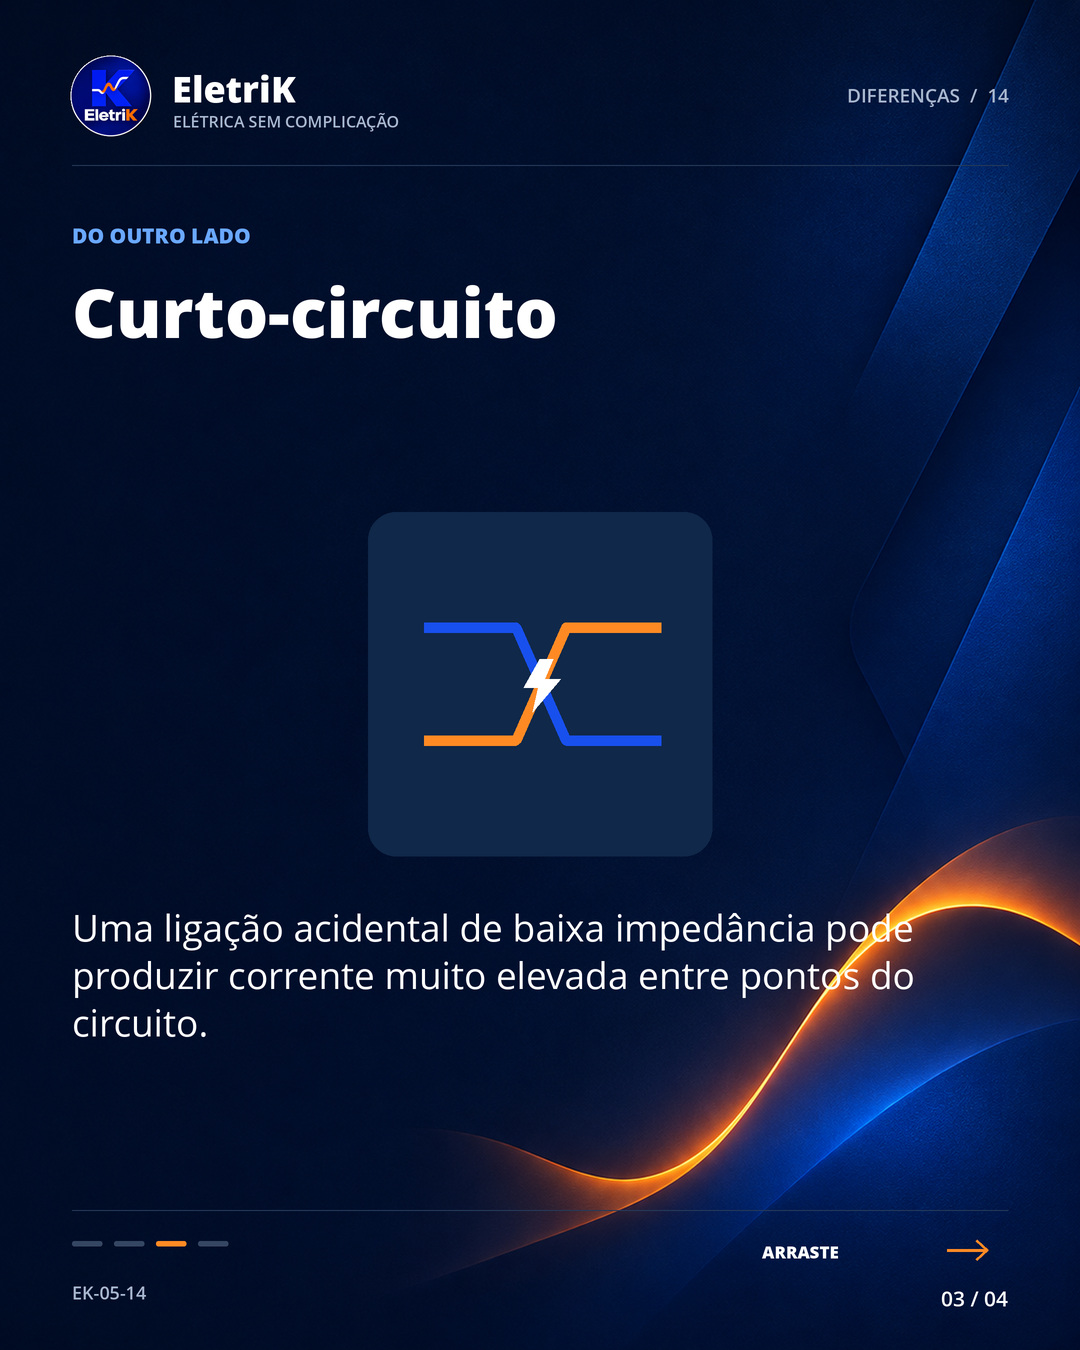 EletriK
EletriK
ELÉTRICA SEM COMPLICAÇÃO
DIFERENÇAS / 14
DO OUTRO LADO
Curto-circuito
Uma ligação acidental de baixa impedância pode
produzir corrente muito elevada entre pontos do
circuito.
ARRASTE
EK-05-14
03 / 04